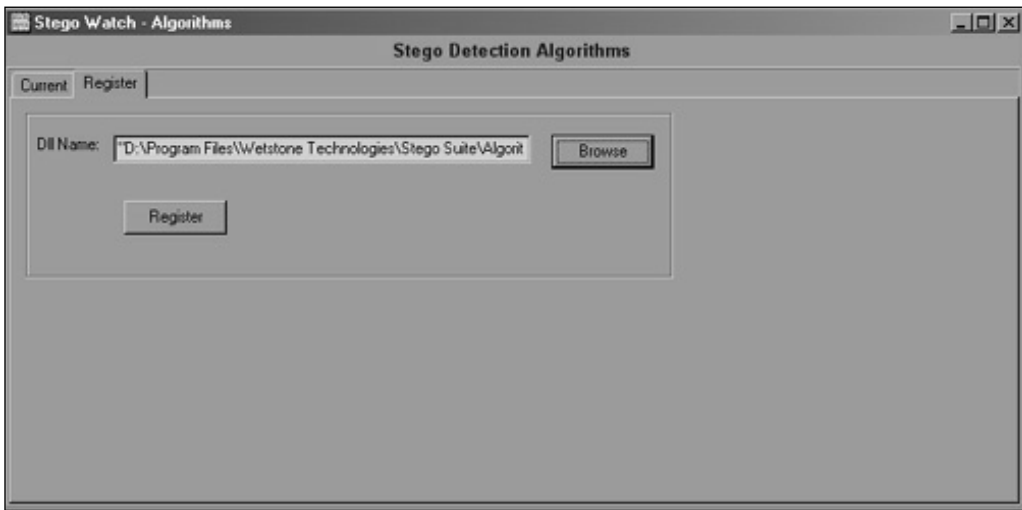 Stego Watch - Algorithms
Stego Detection Algorithms
Current Register
Dll Name: "D:\Program Files\Wetstone Technologies\Stego Suite\Algorit Browse
Register